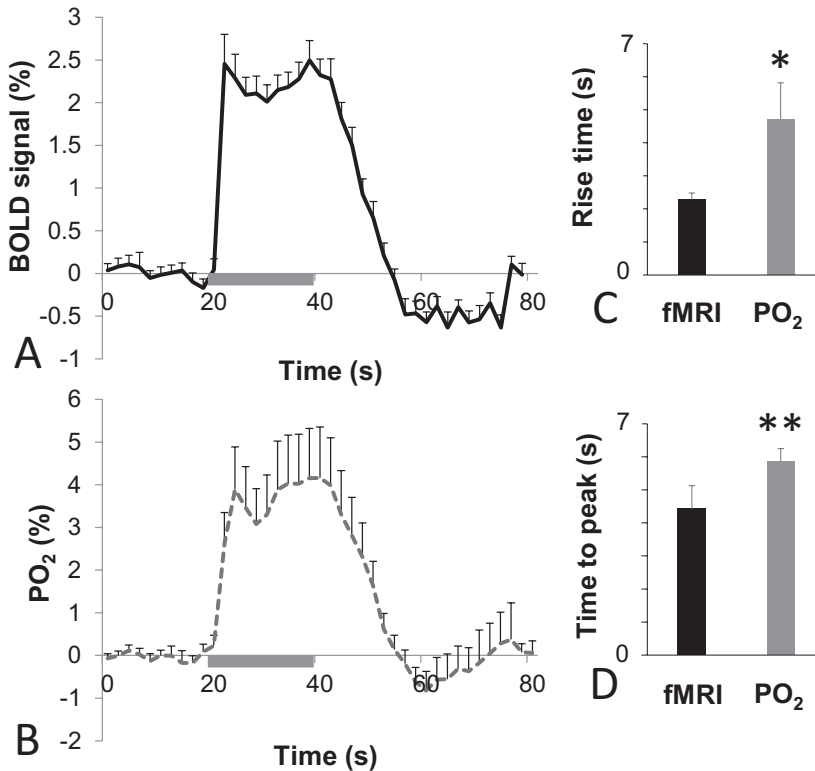 BOLD signal (%)
3
2.5
2
1.5
1
0.5
0
-0.5
-1
0 20 40 60 80
Time (s)
A
PO₂ (%)
6
5
4
3
2
1
0
-1
-2
0 20 40 60 80
Time (s)
B
Rise time (s)
7
*
0
fMRI PO₂
C
Time to peak (s)
7
**
0
fMRI PO₂
D